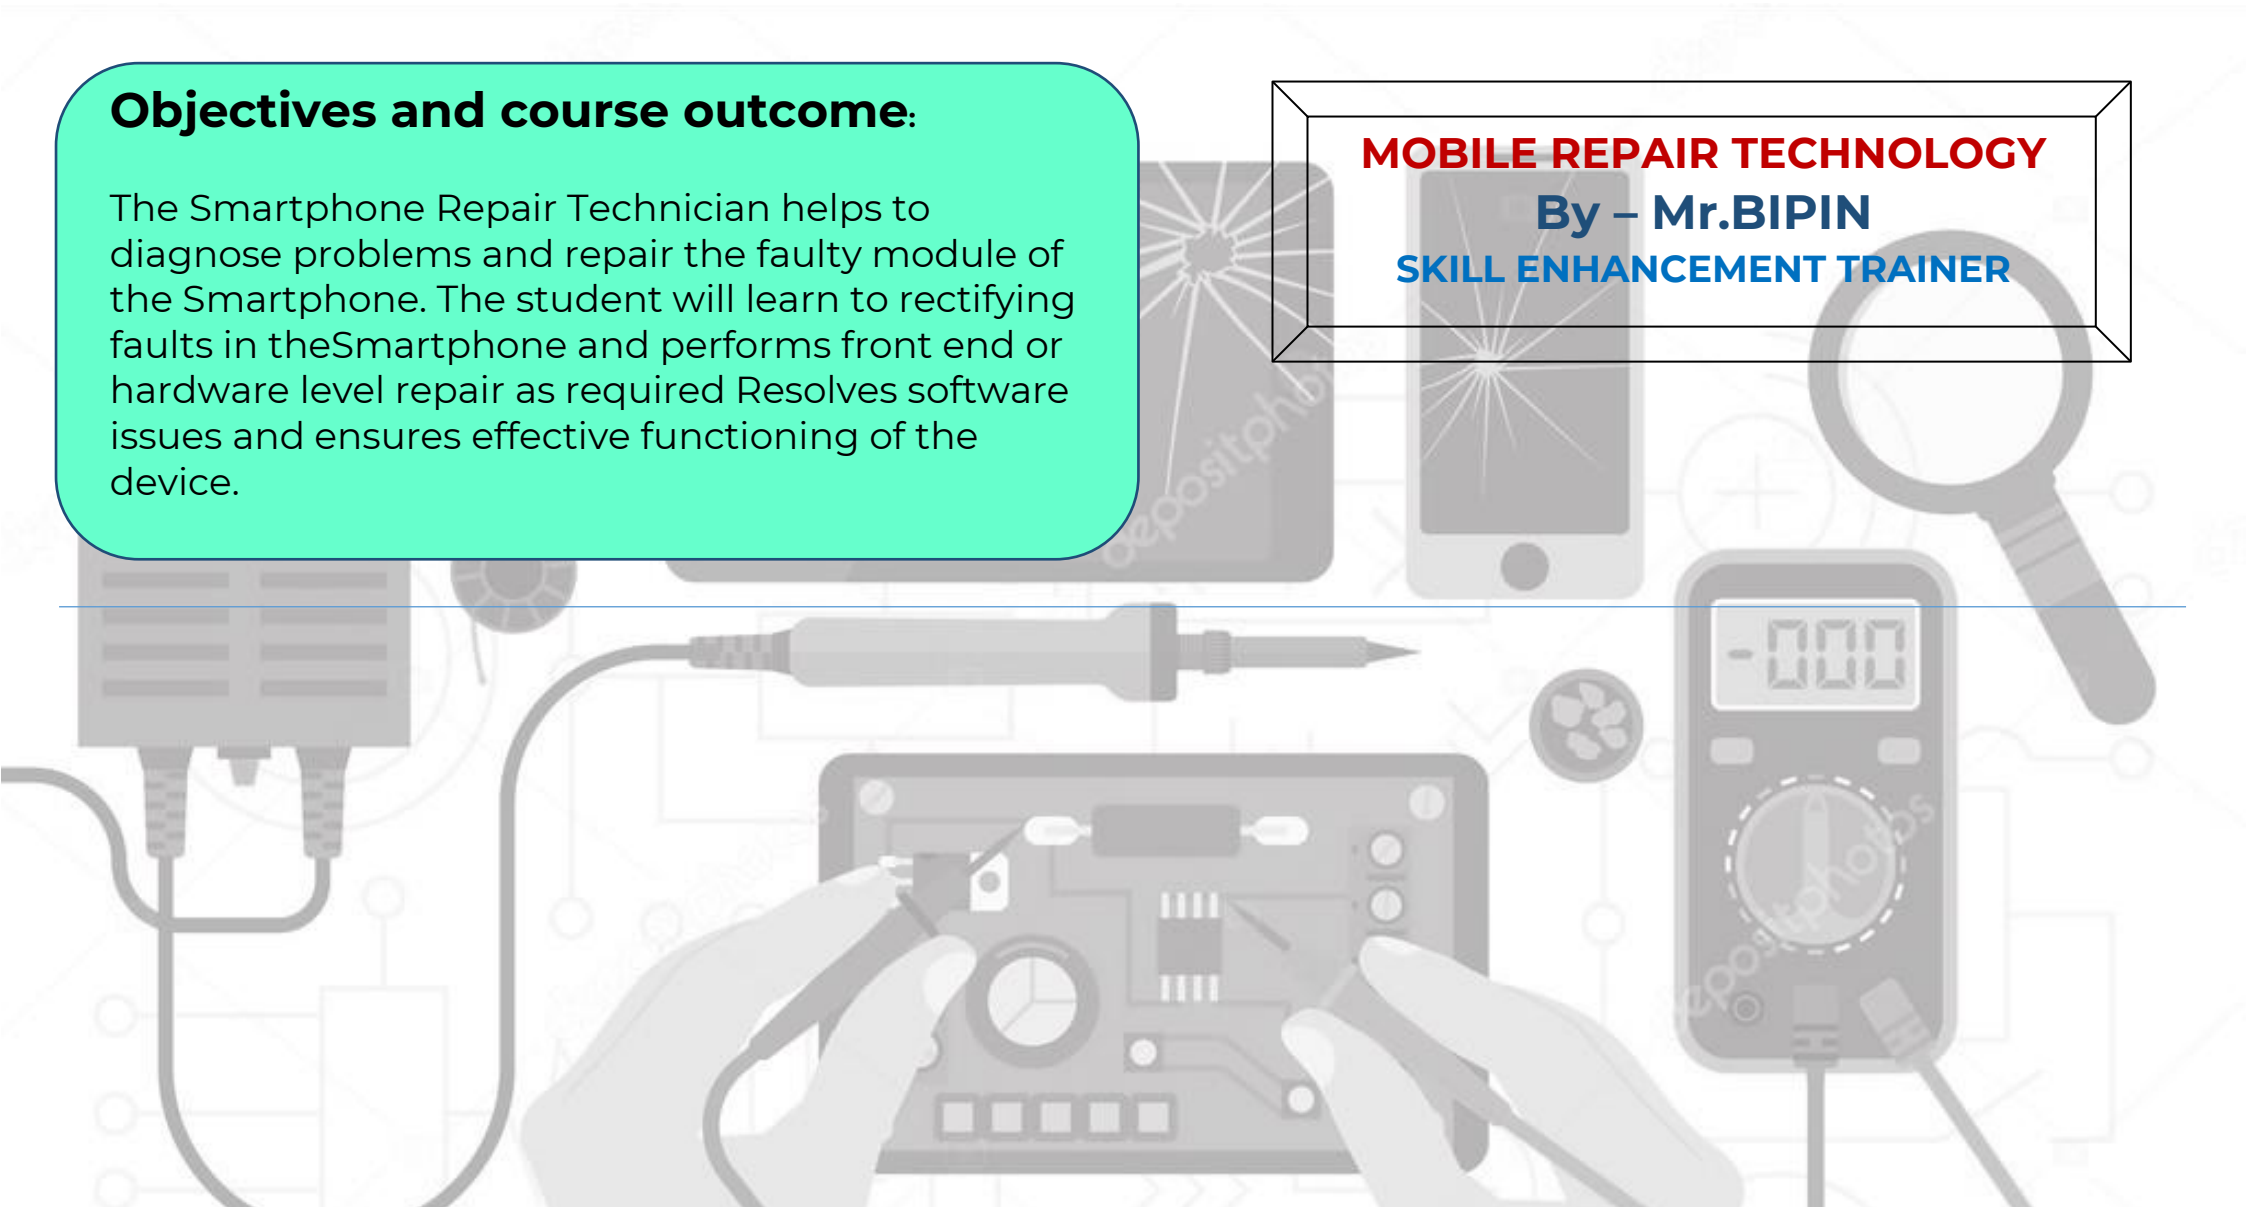 Objectives and course outcome:
The Smartphone Repair Technician helps to
diagnose problems and repair the faulty module of
the Smartphone. The student will learn to rectifying
faults in theSmartphone and performs front end or
hardware level repair as required Resolves software
issues and ensures effective functioning of the
device.
MOBILE REPAIR TECHNOLOGY
By – Mr.BIPIN
SKILL ENHANCEMENT TRAINER
depositphotos
-000
depositphotos